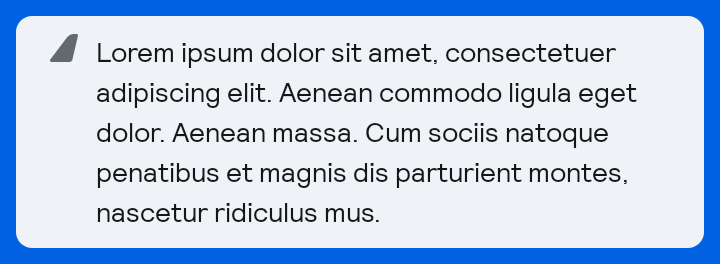 Lorem ipsum dolor sit amet, consectetuer
adipiscing elit. Aenean commodo ligula eget
dolor. Aenean massa. Cum sociis natoque
penatibus et magnis dis parturient montes,
nascetur ridiculus mus.